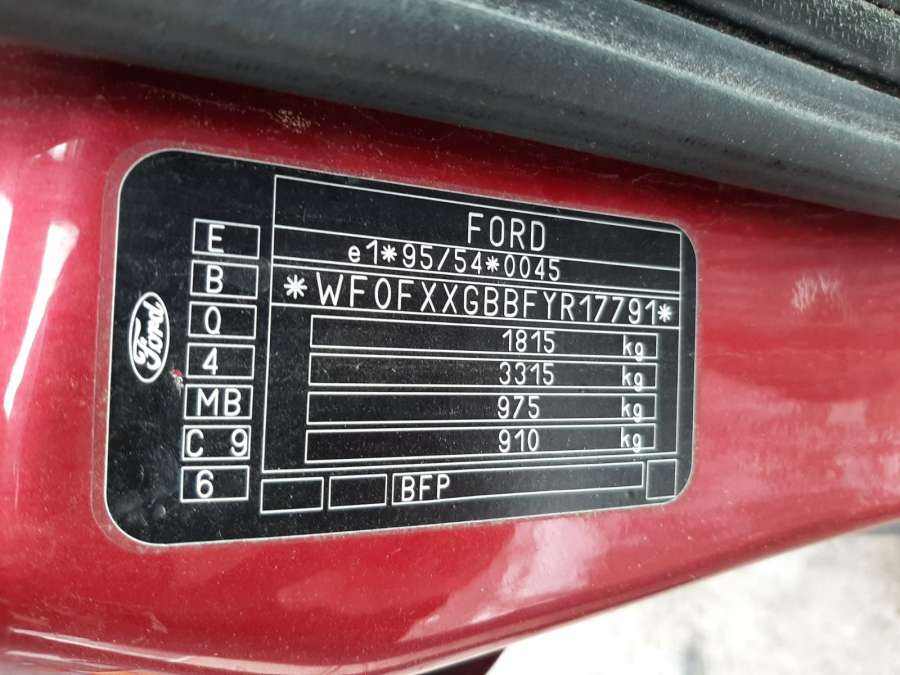 FORD
e1*95/54*0045
*WF0FXXGBBFYR17791*
1815 kg
3315 kg
975 kg
910 kg
BFP
E
B
Q
4
MB
C 9
6
Ford